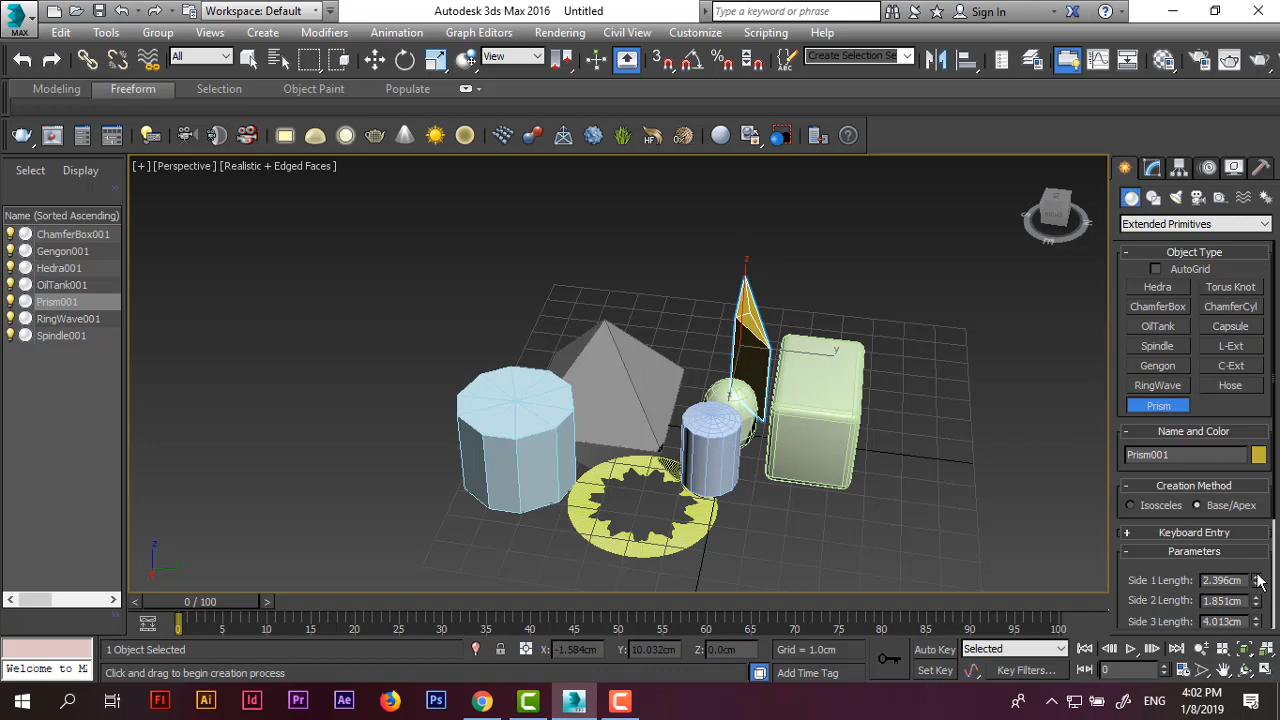 MAX
Workspace: Default
Autodesk 3ds Max 2016
Untitled
Type a keyword or phrase
Sign In
Edit
Tools
Group
Views
Create
Modifiers
Animation
Graph Editors
Rendering
Civil View
Customize
Scripting
Help
All
View
Create Selection Se
Modeling
Freeform
Selection
Object Paint
Populate
Select
Display
[+] [Perspective ] [Realistic + Edged Faces ]
Name (Sorted Ascending)
ChamferBox001
Gengon001
Hedra001
OilTank001
Prism001
RingWave001
Spindle001
z
y
z
Extended Primitives
Object Type
AutoGrid
Hedra
Torus Knot
ChamferBox
ChamferCyl
OilTank
Capsule
Spindle
L-Ext
Gengon
C-Ext
RingWave
Hose
Prism
Name and Color
Prism001
Creation Method
Isosceles
Base/Apex
Keyboard Entry
Parameters
Side 1 Length: 2.396cm
Side 2 Length: 1.851cm
Side 3 Length: 4.013cm
0 / 100
0 5 10 15 20 25 30 35 40 45 50 55 60 65 70 75 80 85 90 95 100
1 Object Selected
X: -1.584cm
Y: 10.032cm
Z: 0.0cm
Grid = 1.0cm
Auto Key
Selected
Welcome to M
Click and drag to begin creation process
Add Time Tag
Set Key
Key Filters...
0
Fl
Ai
Id
Pr
Ae
Ps
ENG
4:02 PM
1/8/2019